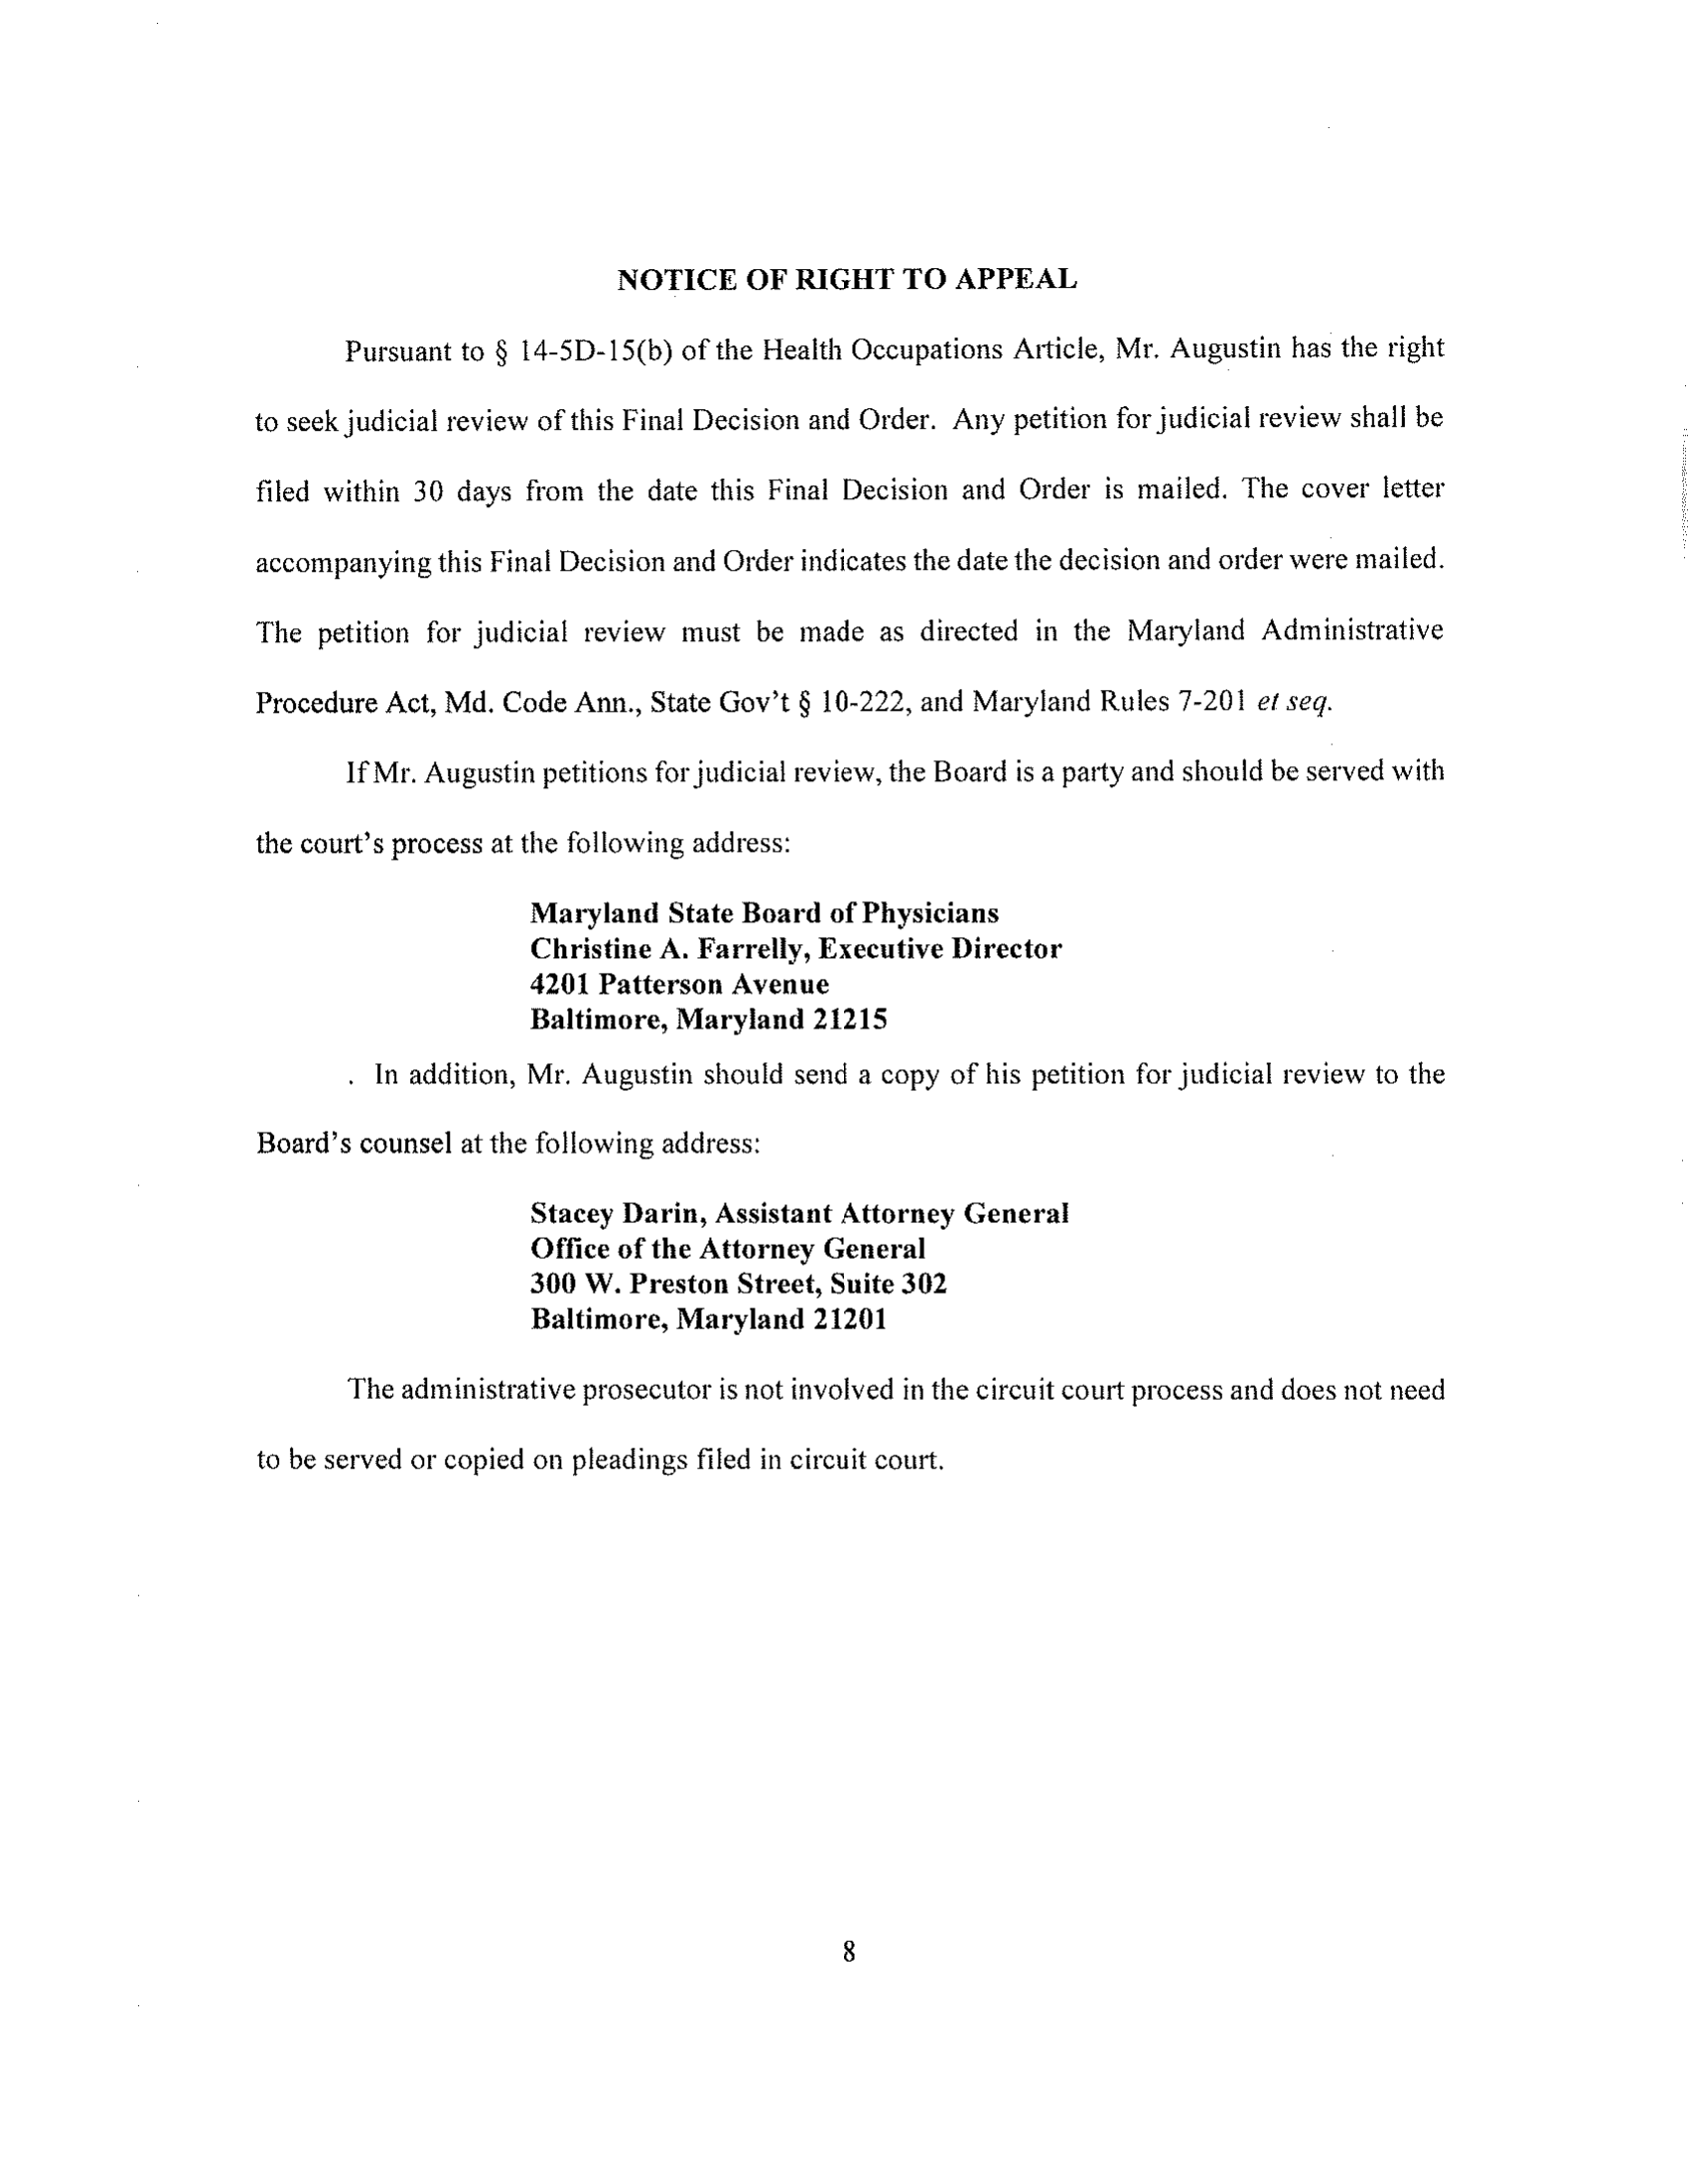 NOTICE OF RIGHT TO APPEAL
Pursuant to § 14-5D-15(b) of the Health Occupations Article, Mr. Augustin has the right
to seek judicial review of this Final Decision and Order. Any petition for judicial review shall be
filed within 30 days from the date this Final Decision and Order is mailed. The cover letter
accompanying this Final Decision and Order indicates the date the decision and order were mailed.
The petition for judicial review must be made as directed in the Maryland Administrative
Procedure Act, Md. Code Ann., State Gov't § 10-222, and Maryland Rules 7-201 et seq.
If Mr. Augustin petitions for judicial review, the Board is a party and should be served with
the court's process at the following address:
Maryland State Board of Physicians
Christine A. Farrelly, Executive Director
4201 Patterson Avenue
Baltimore, Maryland 21215
. In addition, Mr. Augustin should send a copy of his petition for judicial review to the
Board's counsel at the following address:
Stacey Darin, Assistant Attorney General
Office of the Attorney General
300 W. Preston Street, Suite 302
Baltimore, Maryland 21201
The administrative prosecutor is not involved in the circuit court process and does not need
to be served or copied on pleadings filed in circuit court.
8